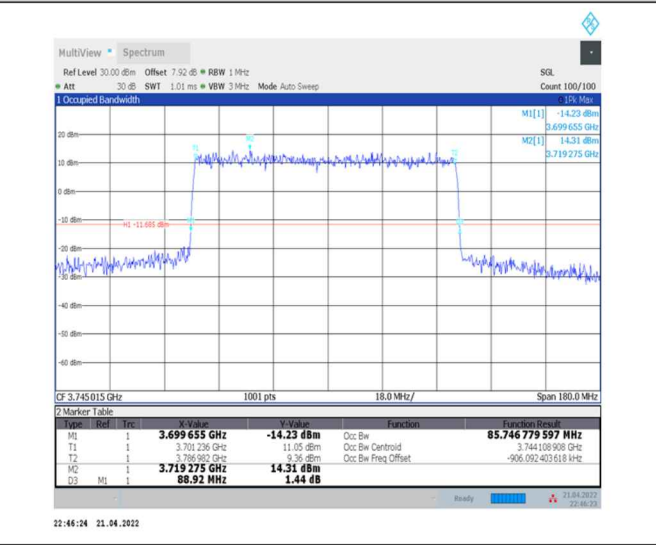 MultiView Spectrum
Ref Level 30.00 dBm Offset 7.92 dB RBW 1 MHz SGL
Att 30 dB SWT 1.01 ms VBW 3 MHz Mode Auto Sweep Count 100/100
1 Occupied Bandwidth 1Pk Max
M1[1] -14.23 dBm
3.699 655 GHz
M2[1] 14.31 dBm
3.719 275 GHz
20 dBm
M2
T1
T2
10 dBm
0 dBm
-10 dBm
H1 -11.685 dBm
-20 dBm
-30 dBm
-40 dBm
-50 dBm
-60 dBm
CF 3.745 015 GHz 1001 pts 18.0 MHz/ Span 180.0 MHz
2 Marker Table
Type Ref Trc X-Value Y-Value Function Function Result
M1 1 3.699 655 GHz -14.23 dBm Occ Bw 85.746 779 597 MHz
T1 1 3.701 236 GHz 11.05 dBm Occ Bw Centroid 3.744 108 908 GHz
T2 1 3.786 982 GHz 9.36 dBm Occ Bw Freq Offset -906.092 403 618 kHz
M2 1 3.719 275 GHz 14.31 dBm
D3 M1 1 88.92 MHz 1.44 dB
Ready 21.04.2022
22:46:23
22:46:24 21.04.2022